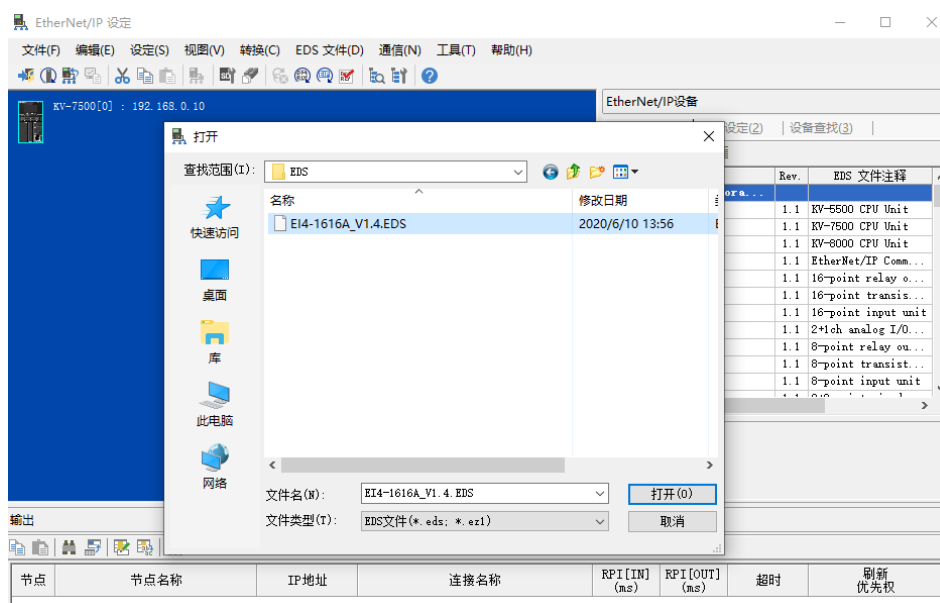 EtherNet/IP 设定
文件(F) 编辑(E) 设定(S) 视图(V) 转换(C) EDS 文件(D) 通信(N) 工具(T) 帮助(H)
KV-7500[0] : 192.168.0.10
EtherNet/IP设备
设定(2) 设备查找(3)
打开
查找范围(I): EDS
名称 修改日期
EI4-1616A_V1.4.EDS 2020/6/10 13:56
快速访问
桌面
库
此电脑
网络
文件名(N): EI4-1616A_V1.4.EDS 打开(O)
文件类型(T): EDS文件(*.eds; *.ez1) 取消
Rev. EDS 文件注释
ora...
1.1 KV-5500 CPU Unit
1.1 KV-7500 CPU Unit
1.1 KV-8000 CPU Unit
1.1 EtherNet/IP Comm...
1.1 16-point relay o...
1.1 16-point transis...
1.1 16-point input unit
1.1 2+1ch analog I/O...
1.1 8-point relay ou...
1.1 8-point transist...
1.1 8-point input unit
输出
节点 节点名称 IP地址 连接名称 RPI[IN] (ms) RPI[OUT] (ms) 超时 刷新 优先权